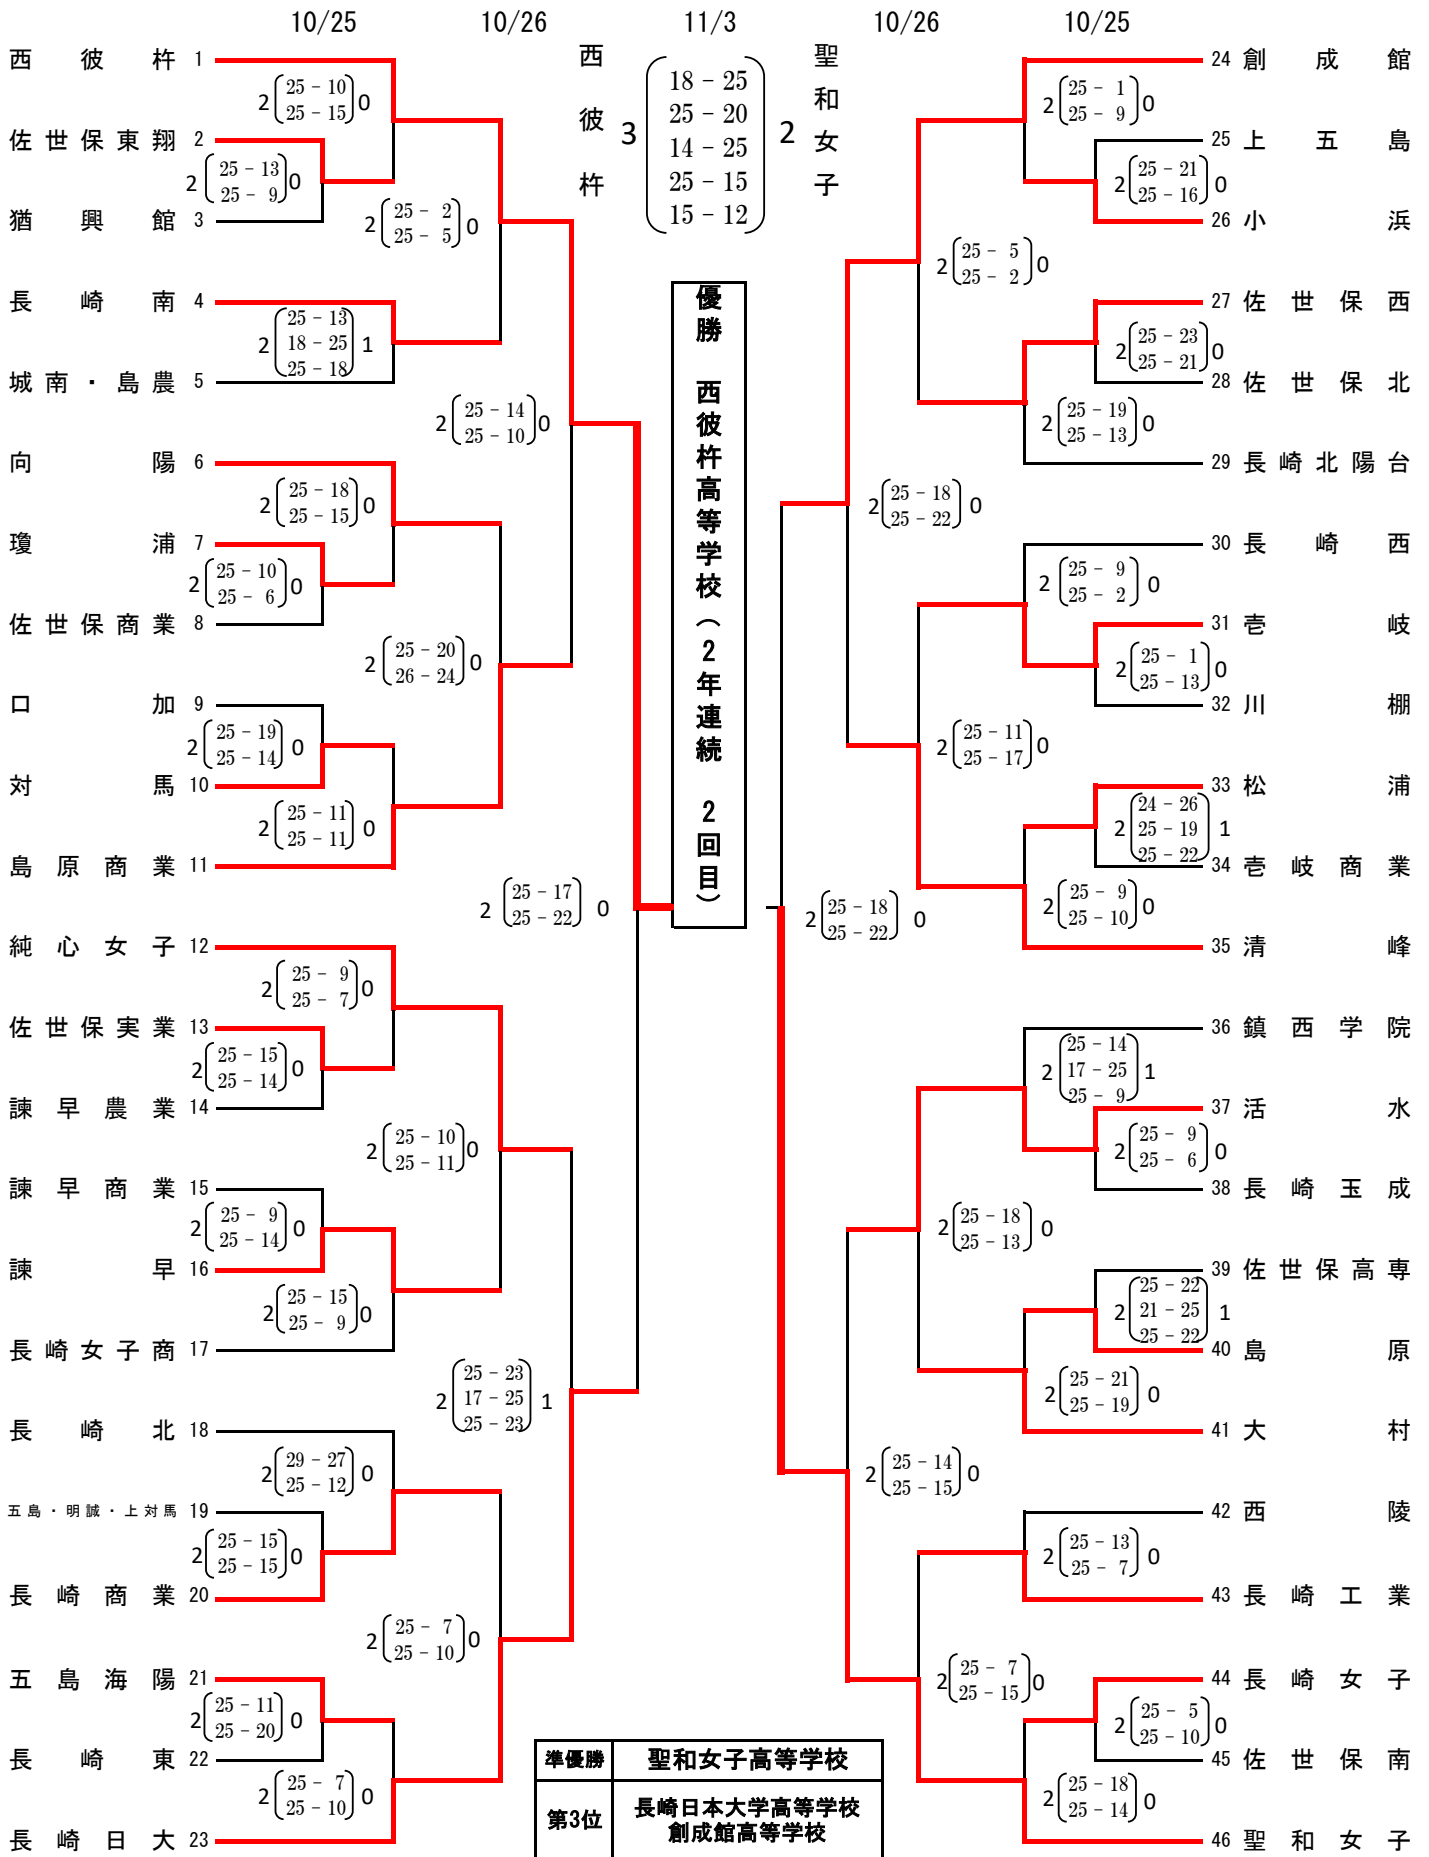 10/25 10/26 11/3 10/26 10/25
西彼杵 3
18 - 25
25 - 20
14 - 25
25 - 15
15 - 12
2 聖和女子
優勝 西彼杵高等学校(2年連続 2回目)
西彼杵 1
2 25 - 10 0
25 - 15
佐世保東翔 2
2 25 - 13 0
25 - 9
猶興館 3
2 25 - 2 0
25 - 5
長崎南 4
2 25 - 13 1
18 - 25
25 - 18
城南・島農 5
2 25 - 14 0
25 - 10
向陽 6
2 25 - 18 0
25 - 15
瓊浦 7
2 25 - 10 0
25 - 6
佐世保商業 8
2 25 - 20 0
26 - 24
口加 9
2 25 - 19 0
25 - 14
対馬 10
2 25 - 11 0
25 - 11
島原商業 11
2 25 - 17 0
25 - 22
純心女子 12
2 25 - 9 0
25 - 7
佐世保実業 13
2 25 - 15 0
25 - 14
諫早農業 14
2 25 - 10 0
25 - 11
諫早商業 15
2 25 - 9 0
25 - 14
諫早 16
2 25 - 15 0
25 - 9
長崎女子商 17
2 25 - 23 1
17 - 25
25 - 23
長崎北 18
2 29 - 27 0
25 - 12
五島・明誠・上対馬 19
2 25 - 15 0
25 - 15
長崎商業 20
2 25 - 7 0
25 - 10
五島海陽 21
2 25 - 11 0
25 - 20
長崎東 22
2 25 - 7 0
25 - 10
長崎日大 23
24 創成館
2 25 - 1 0
25 - 9
25 上五島
2 25 - 21 0
25 - 16
26 小浜
2 25 - 5 0
25 - 2
27 佐世保西
2 25 - 23 0
25 - 21
28 佐世保北
2 25 - 19 0
25 - 13
29 長崎北陽台
2 25 - 18 0
25 - 22
30 長崎西
2 25 - 9 0
25 - 2
31 壱岐
2 25 - 1 0
25 - 13
32 川棚
2 25 - 11 0
25 - 17
33 松浦
2 24 - 26 1
25 - 19
25 - 22
34 壱岐商業
2 25 - 9 0
25 - 10
2 25 - 18 0
25 - 22
35 清峰
36 鎮西学院
2 25 - 14 1
17 - 25
25 - 9
37 活水
2 25 - 9 0
25 - 6
38 長崎玉成
2 25 - 18 0
25 - 13
39 佐世保高専
2 25 - 22 1
21 - 25
25 - 22
40 島原
2 25 - 21 0
25 - 19
41 大村
2 25 - 14 0
25 - 15
42 西陵
2 25 - 13 0
25 - 7
43 長崎工業
2 25 - 7 0
25 - 15
44 長崎女子
2 25 - 5 0
25 - 10
45 佐世保南
2 25 - 18 0
25 - 14
46 聖和女子
準優勝 聖和女子高等学校
第3位 長崎日本大学高等学校
創成館高等学校